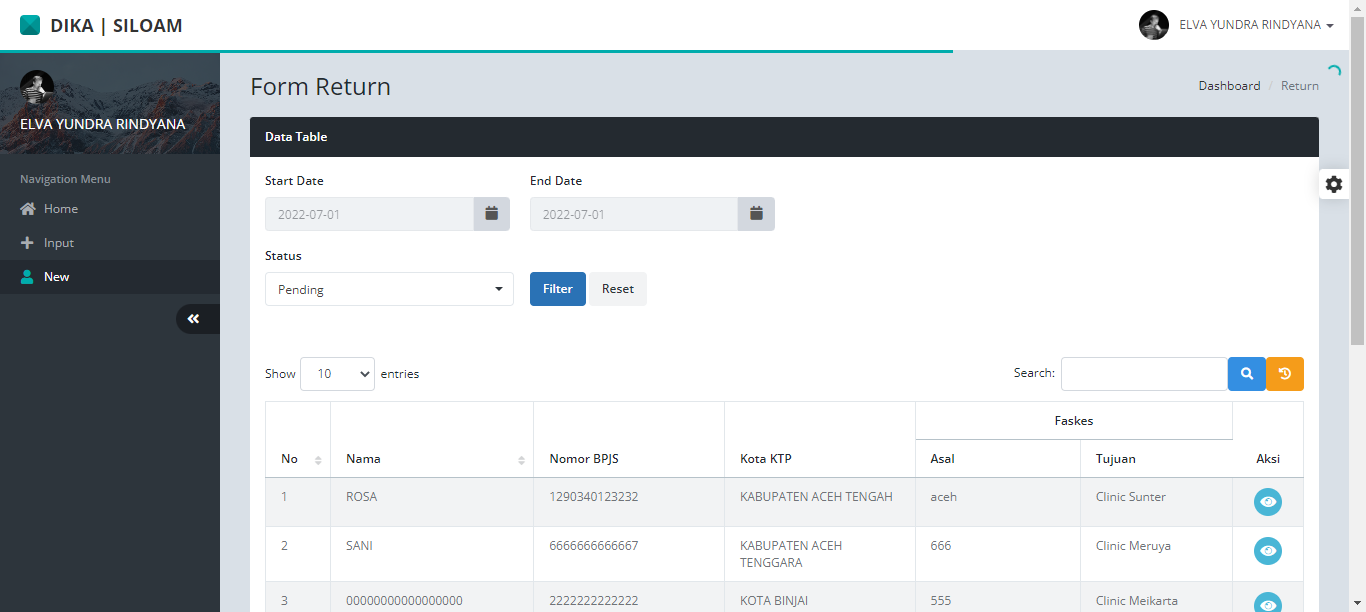 DIKA | SILOAM
ELVA YUNDRA RINDYANA
ELVA YUNDRA RINDYANA
Navigation Menu
Home
Input
New
Form Return
Dashboard / Return
Data Table
Start Date End Date
2022-07-01 2022-07-01
Status
Pending Filter Reset
Show 10 entries Search:
Faskes
No Nama Nomor BPJS Kota KTP Asal Tujuan Aksi
1 ROSA 1290340123232 KABUPATEN ACEH TENGAH aceh Clinic Sunter
2 SANI 6666666666667 KABUPATEN ACEH 666 Clinic Meruya
TENGGARA
3 00000000000000000 2222222222222 KOTA BINJAI 555 Clinic Meikarta